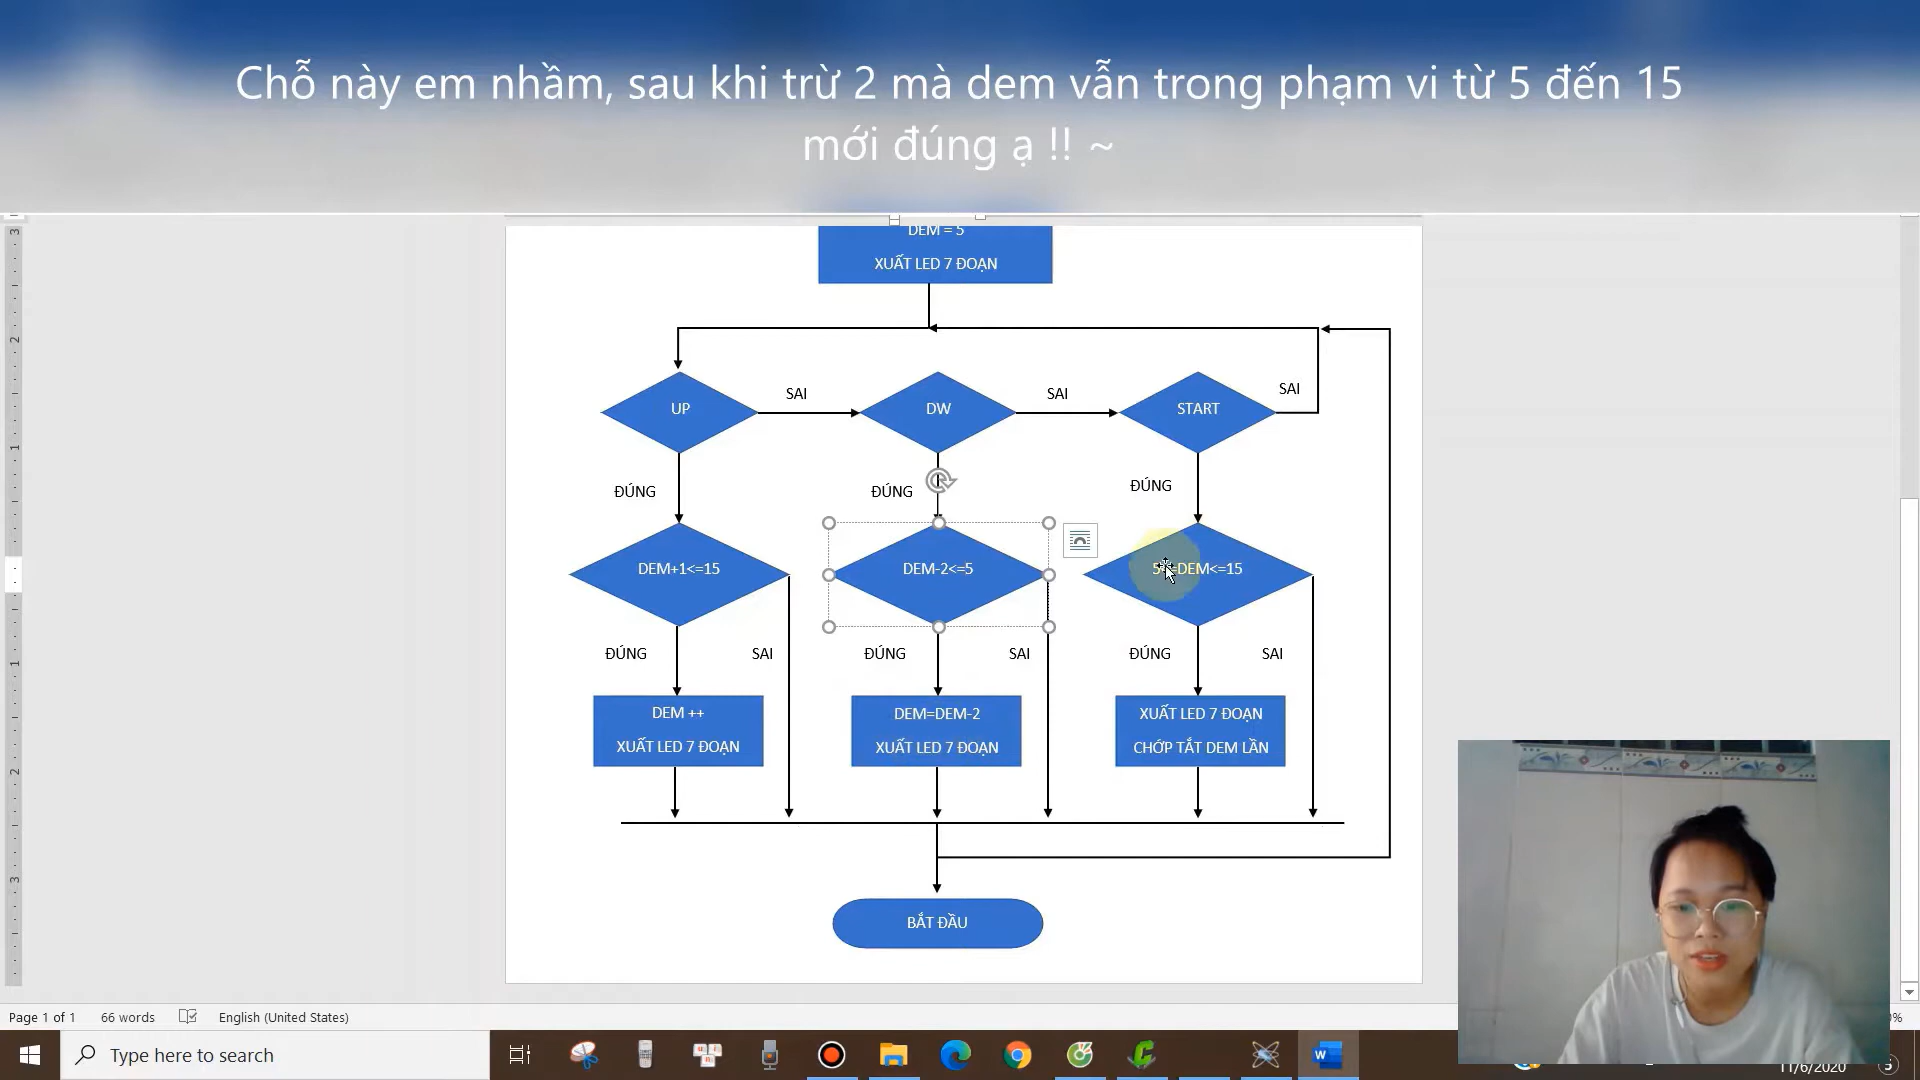 Chỗ này em nhầm, sau khi trừ 2 mà dem vẫn trong phạm vi từ 5 đến 15
mới đúng ạ !! ~
DEM = 5
XUẤT LED 7 ĐOẠN
UP
SAI
DW
SAI
START
SAI
ĐÚNG
ĐÚNG
ĐÚNG
DEM+1<=15
DEM-2<=5
5<=DEM<=15
ĐÚNG
SAI
ĐÚNG
SAI
ĐÚNG
SAI
DEM ++
XUẤT LED 7 ĐOẠN
DEM=DEM-2
XUẤT LED 7 ĐOẠN
XUẤT LED 7 ĐOẠN
CHỚP TẮT DEM LẦN
BẮT ĐẦU
Page 1 of 1
66 words
English (United States)
Type here to search
11/6/2020